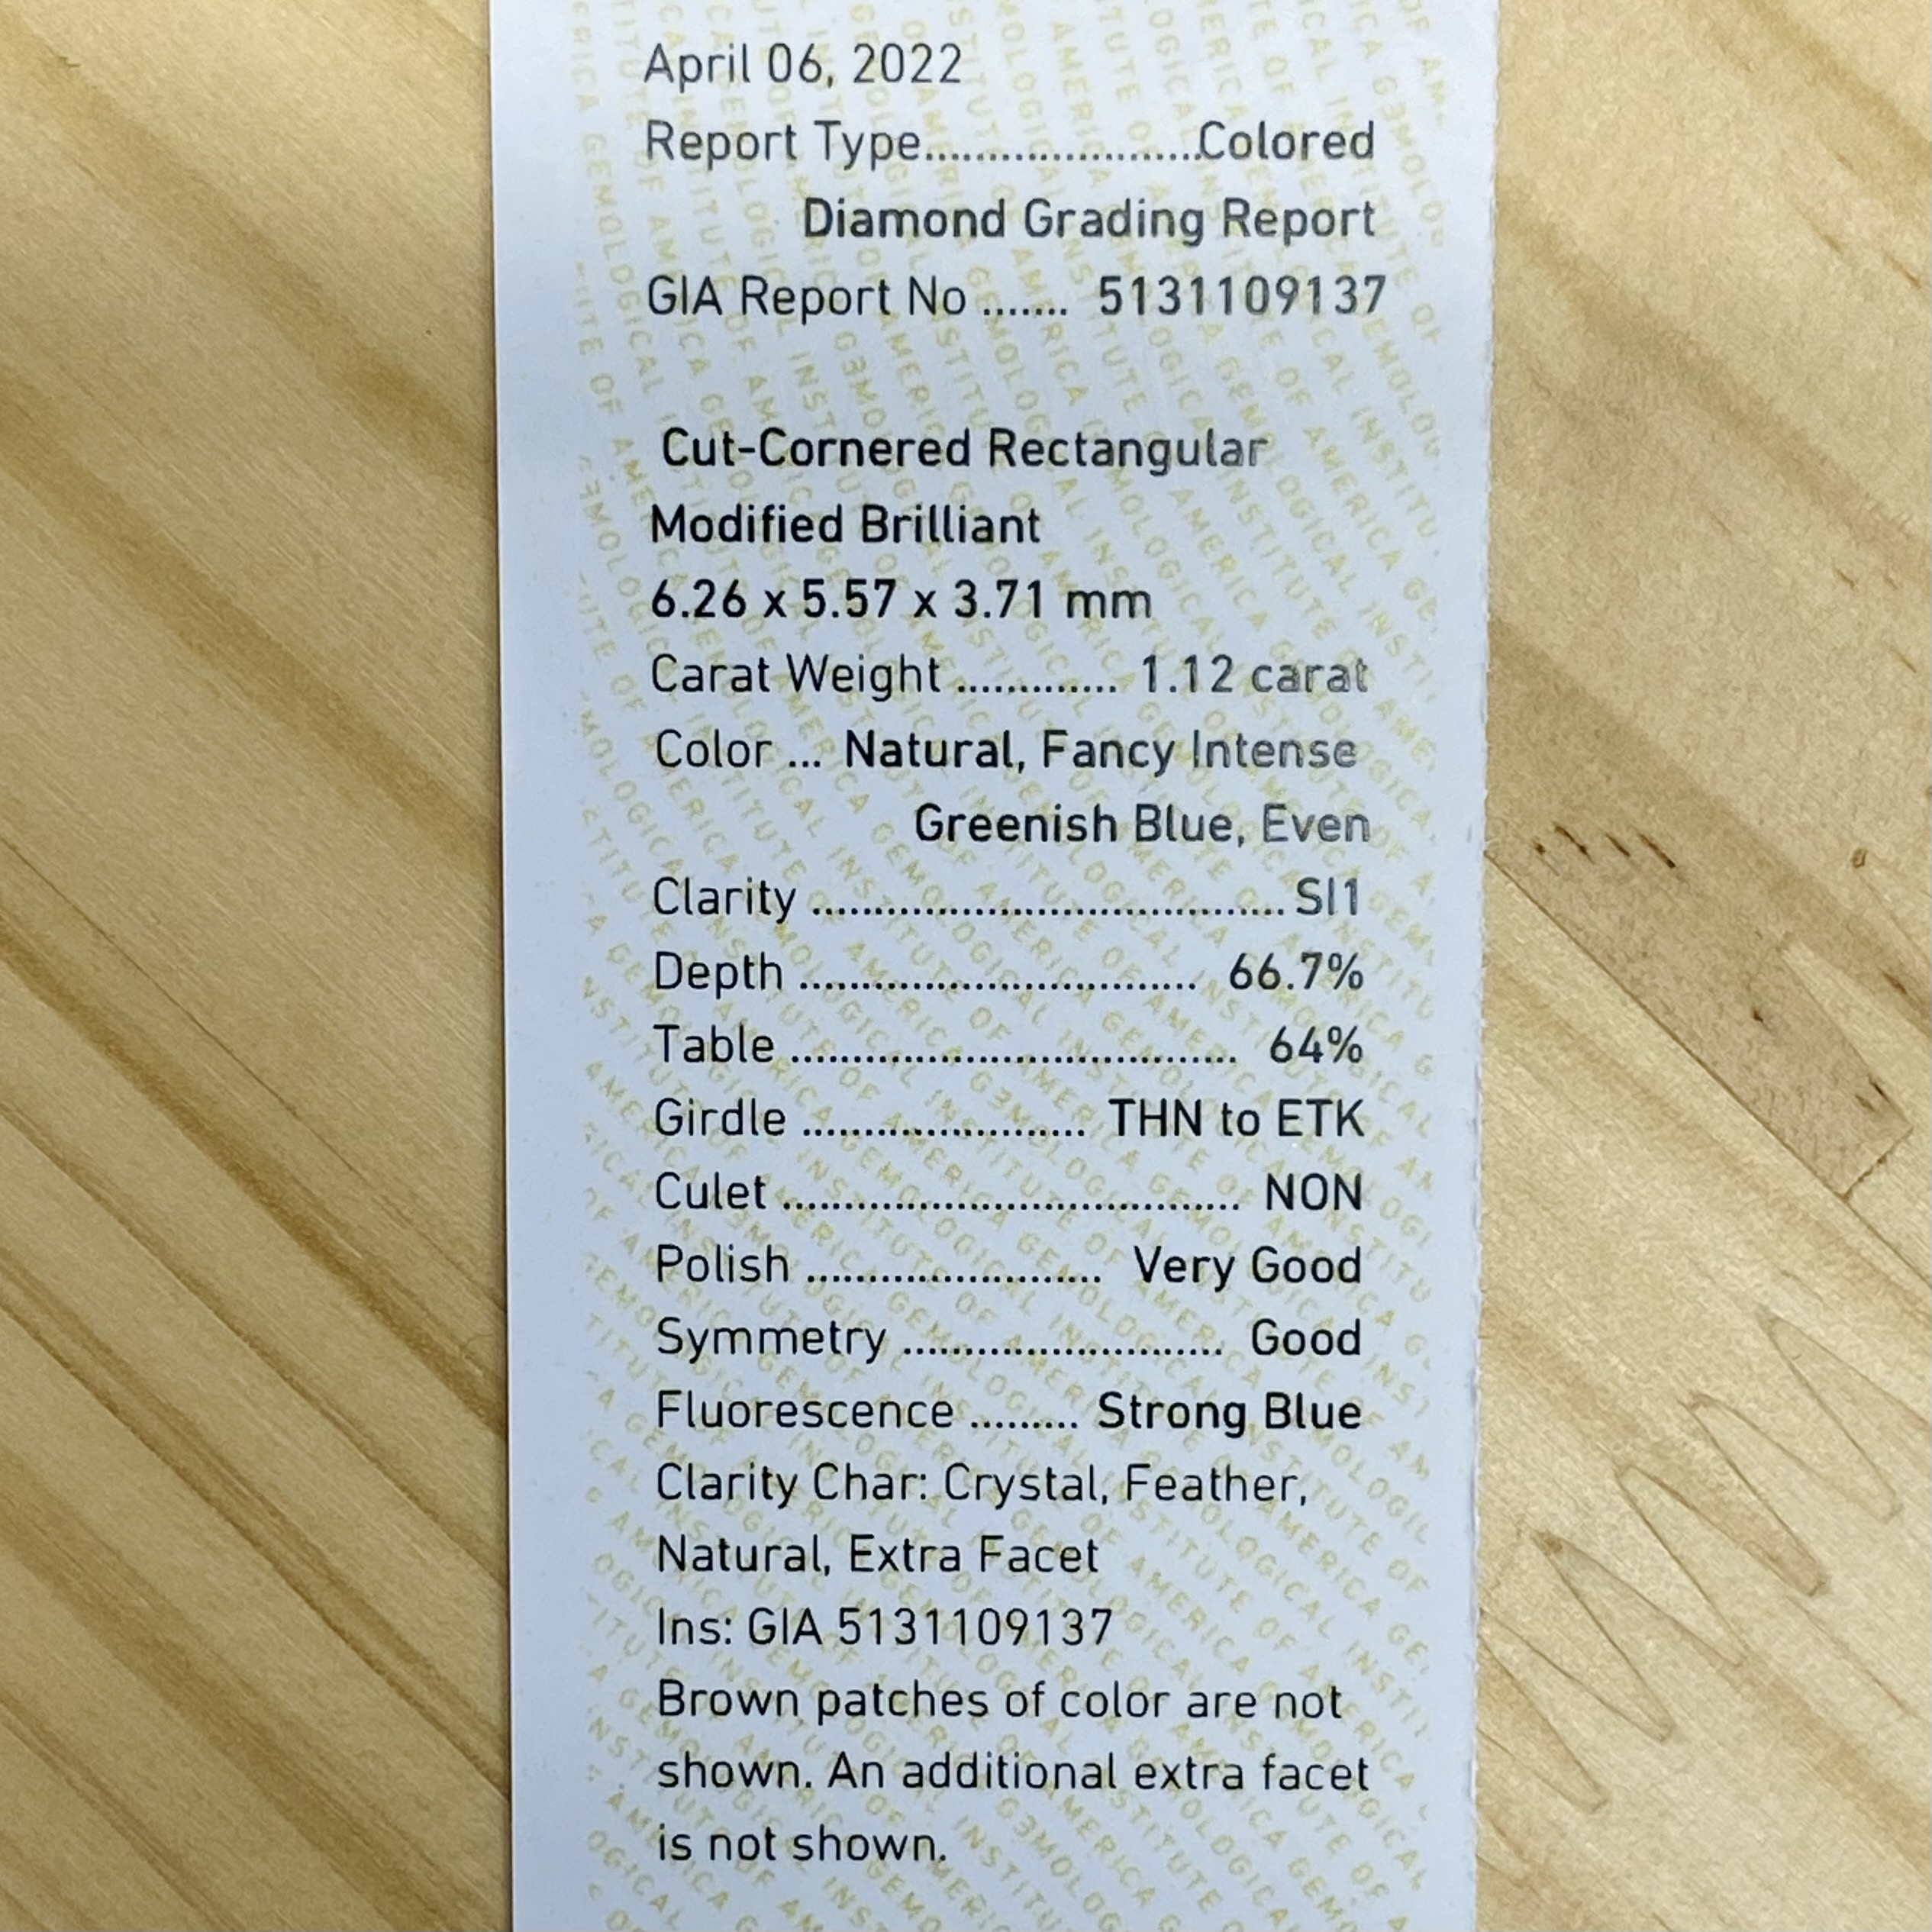 April 06, 2022
Report Type........................Colored
Diamond Grading Report
GIA Report No ....... 5131109137
Cut-Cornered Rectangular
Modified Brilliant
6.26 x 5.57 x 3.71 mm
Carat Weight ............. 1.12 carat
Color ... Natural, Fancy Intense
Greenish Blue, Even
Clarity ...................................... SI1
Depth ................................ 66.7%
Table .................................... 64%
Girdle ....................... THN to ETK
Culet ..................................... NON
Polish ........................ Very Good
Symmetry .......................... Good
Fluorescence ......... Strong Blue
Clarity Char: Crystal, Feather,
Natural, Extra Facet
Ins: GIA 5131109137
Brown patches of color are not
shown. An additional extra facet
is not shown.